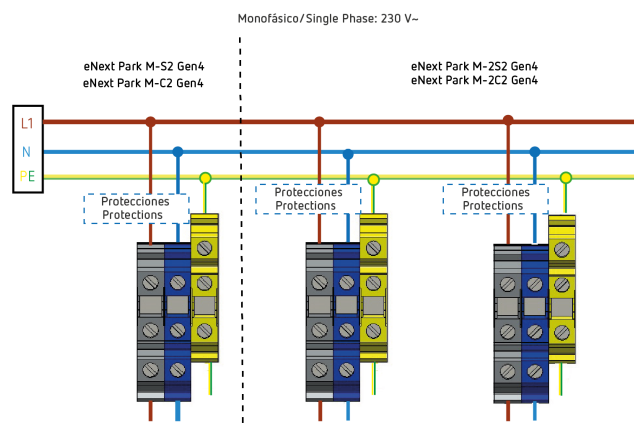 Monofásico/Single Phase: 230 V~
eNext Park M-S2 Gen4
eNext Park M-C2 Gen4
eNext Park M-2S2 Gen4
eNext Park M-2C2 Gen4
L1
N
PE
Protecciones
Protections
Protecciones
Protections
Protecciones
Protections